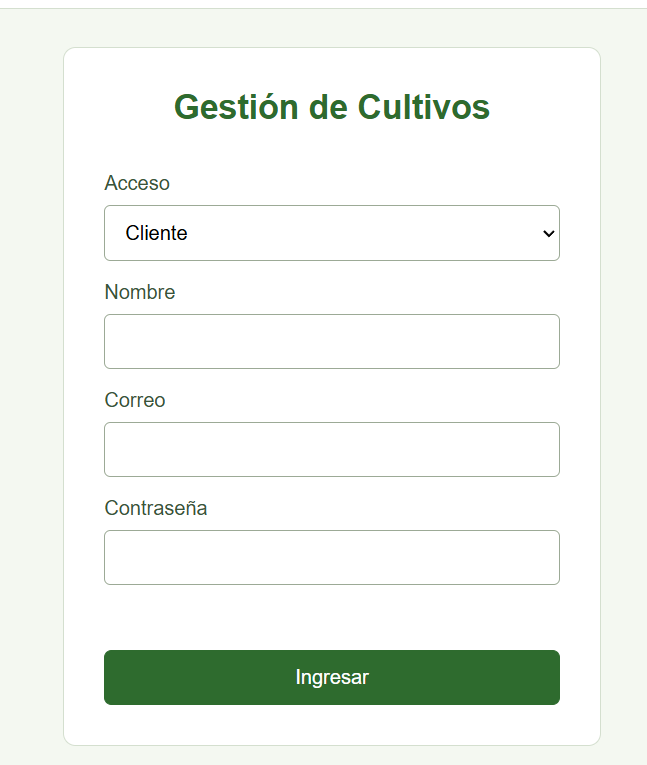 Gestión de Cultivos
Acceso
Cliente
Nombre
Correo
Contraseña
Ingresar